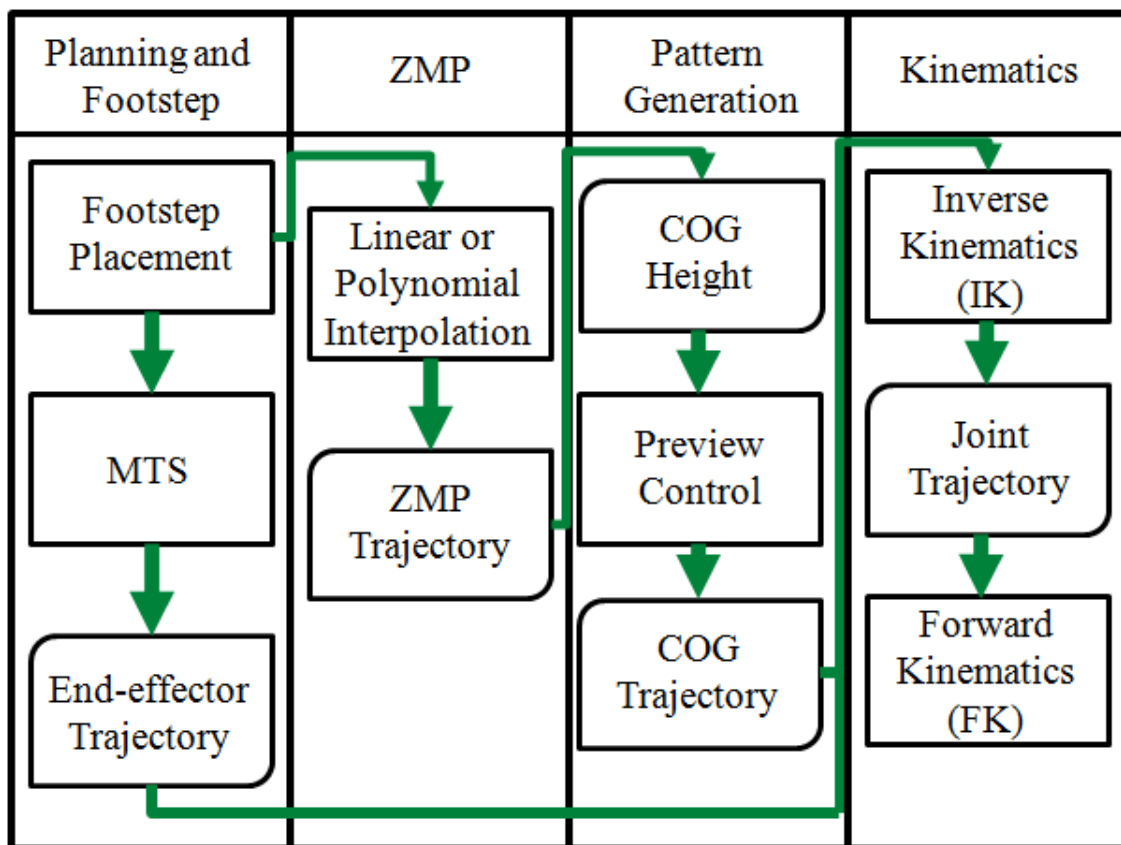 Planning and
Footstep
ZMP
Pattern
Generation
Kinematics
Footstep
Placement
MTS
End-effector
Trajectory
Linear or
Polynomial
Interpolation
ZMP
Trajectory
COG
Height
Preview
Control
COG
Trajectory
Inverse
Kinematics
(IK)
Joint
Trajectory
Forward
Kinematics
(FK)